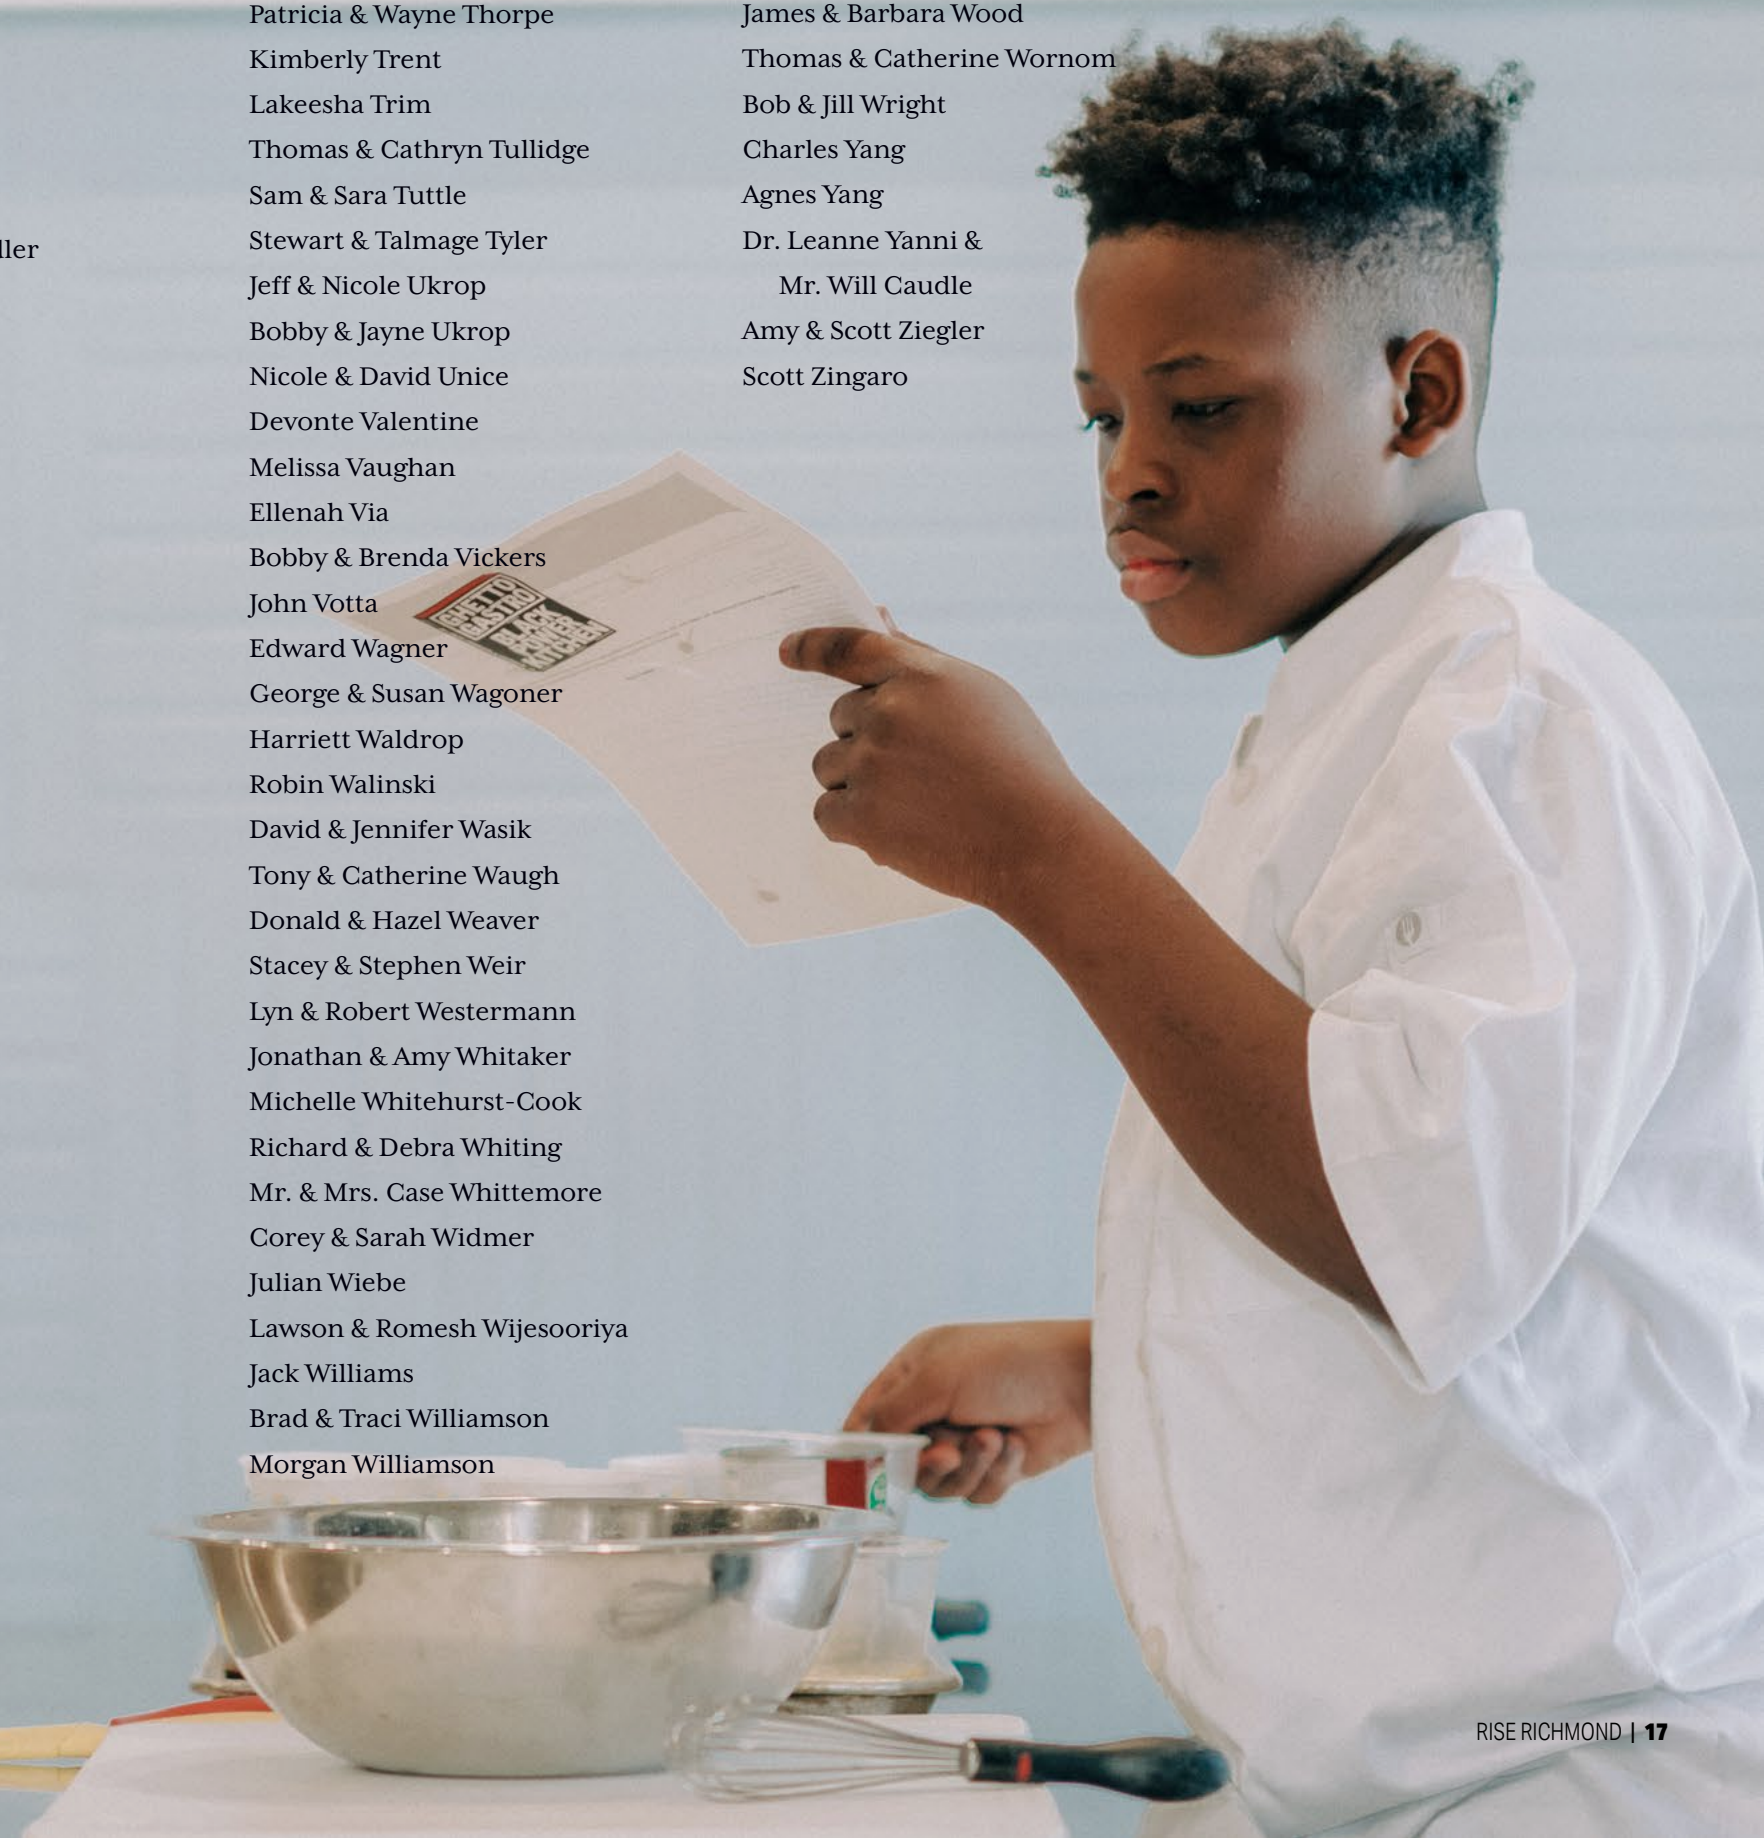 ller
Patricia & Wayne Thorpe
Kimberly Trent
Lakeesha Trim
Thomas & Cathryn Tullidge
Sam & Sara Tuttle
Stewart & Talmage Tyler
Jeff & Nicole Ukrop
Bobby & Jayne Ukrop
Nicole & David Unice
Devonte Valentine
Melissa Vaughan
Ellenah Via
Bobby & Brenda Vickers
John Votta
Edward Wagner
George & Susan Wagoner
Harriett Waldrop
Robin Walinski
David & Jennifer Wasik
Tony & Catherine Waugh
Donald & Hazel Weaver
Stacey & Stephen Weir
Lyn & Robert Westermann
Jonathan & Amy Whitaker
Michelle Whitehurst-Cook
Richard & Debra Whiting
Mr. & Mrs. Case Whittemore
Corey & Sarah Widmer
Julian Wiebe
Lawson & Romesh Wijesooriya
Jack Williams
Brad & Traci Williamson
Morgan Williamson
James & Barbara Wood
Thomas & Catherine Wornom
Bob & Jill Wright
Charles Yang
Agnes Yang
Dr. Leanne Yanni &
Mr. Will Caudle
Amy & Scott Ziegler
Scott Zingaro
GHETTO
GASTRO
BLACK
POWER
KITCHEN
RISE RICHMOND | 17